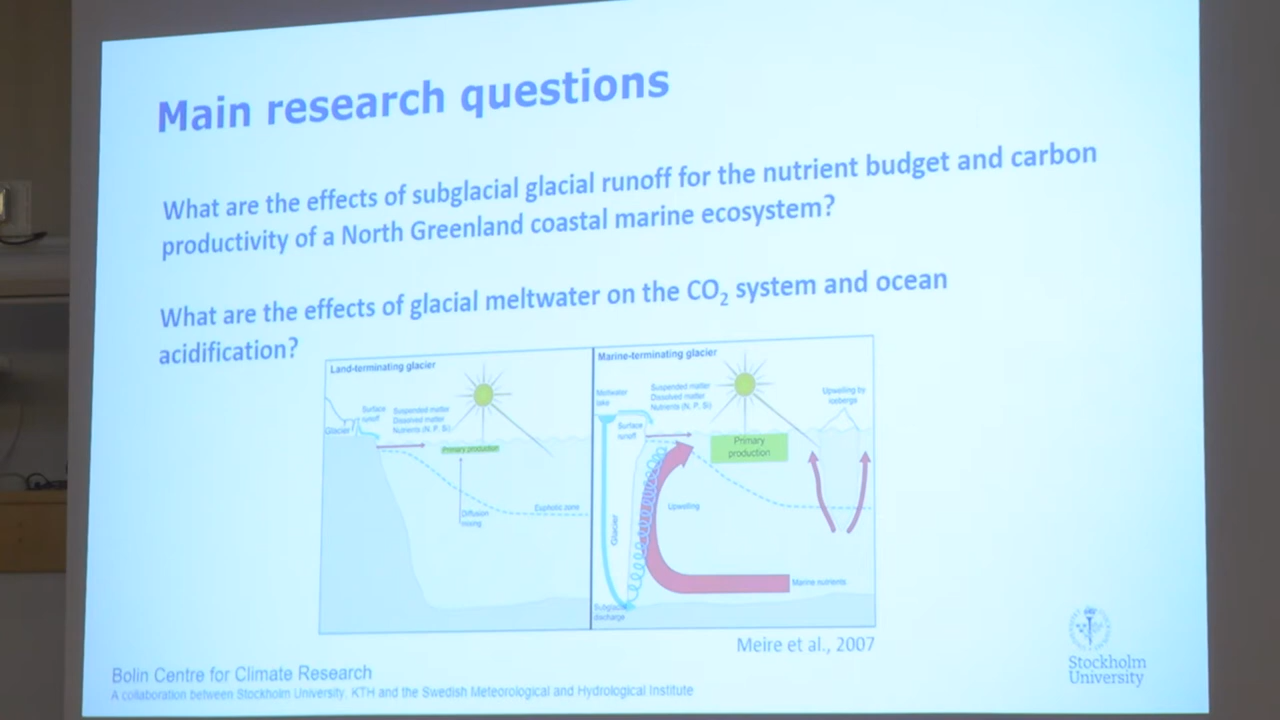 Main research questions
What are the effects of subglacial glacial runoff for the nutrient budget and carbon
productivity of a North Greenland coastal marine ecosystem?
What are the effects of glacial meltwater on the CO₂ system and ocean
acidification?
Land-terminating glacier
Surface
runoff
Glacier
Suspended matter
Dissolved matter
Nutrients (N, P, Si)
Primary production
Diffusion
mixing
Euphotic zone
Marine-terminating glacier
Meltwater
lake
Suspended matter
Dissolved matter
Nutrients (N, P, Si)
Surface
runoff
Primary
production
Upwelling by
icebergs
Glacier
Upwelling
Marine nutrients
Subglacial
discharge
Meire et al., 2007
Bolin Centre for Climate Research
A collaboration between Stockholm University, KTH and the Swedish Meteorological and Hydrological Institute
Stockholm
University